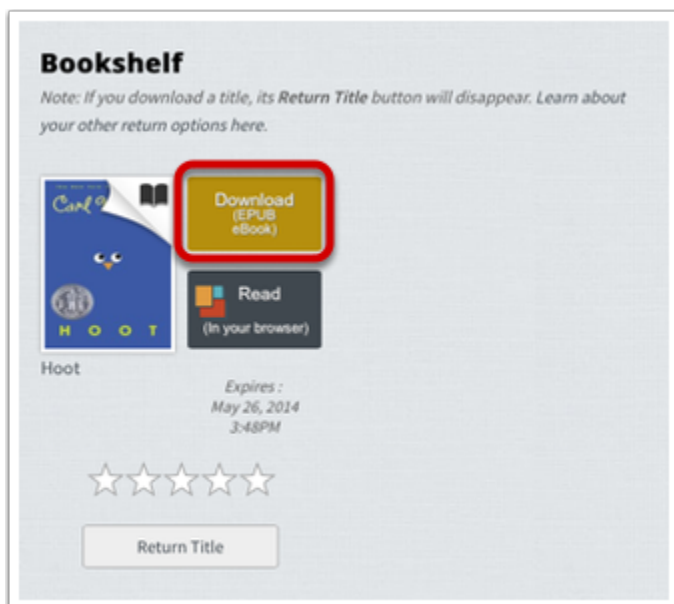 Bookshelf
Note: If you download a title, its Return Title button will disappear. Learn about
your other return options here.
Carl
HOOT
Download
(EPUB
eBook)
Read
(In your browser)
Hoot
Expires :
May 26, 2014
3:48PM
Return Title